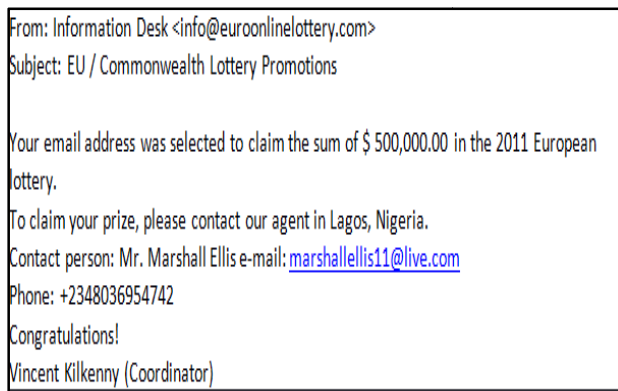 From: Information Desk <info@euroonlinelottery.com>
Subject: EU / Commonwealth Lottery Promotions
Your email address was selected to claim the sum of $ 500,000.00 in the 2011 European
lottery.
To claim your prize, please contact our agent in Lagos, Nigeria.
Contact person: Mr. Marshall Ellis e-mail: marshallellis11@live.com
Phone: +2348036954742
Congratulations!
Vincent Kilkenny (Coordinator)